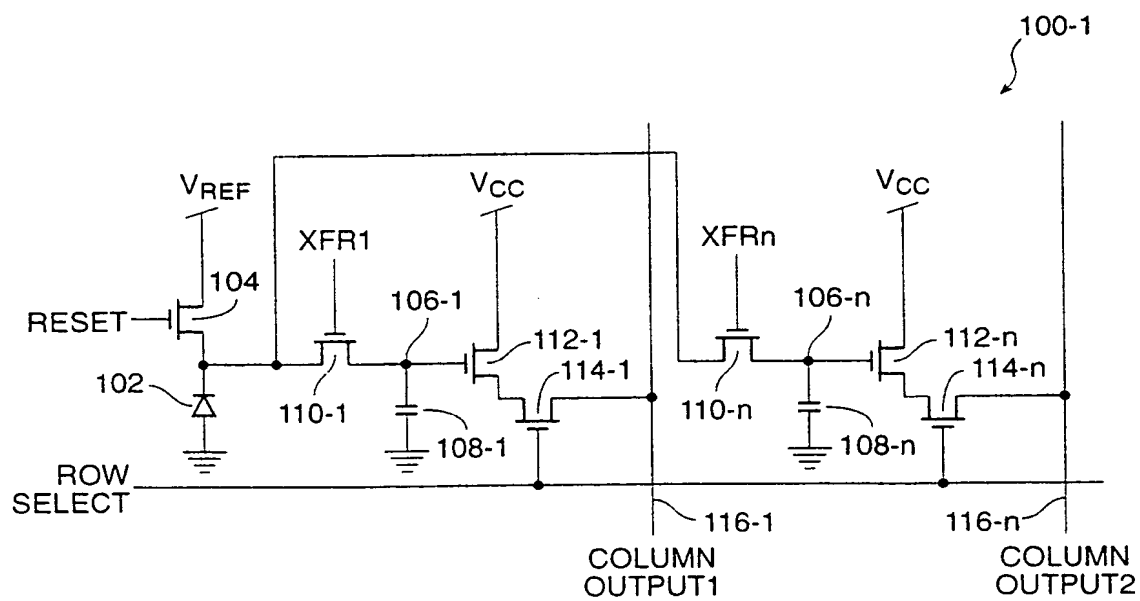 100-1
VREF
VCC
VCC
XFR1
XFRn
104
106-1
106-n
RESET
112-1
112-n
114-1
114-n
102
110-1
110-n
108-1
108-n
ROW
SELECT
116-1
116-n
COLUMN
OUTPUT1
COLUMN
OUTPUT2